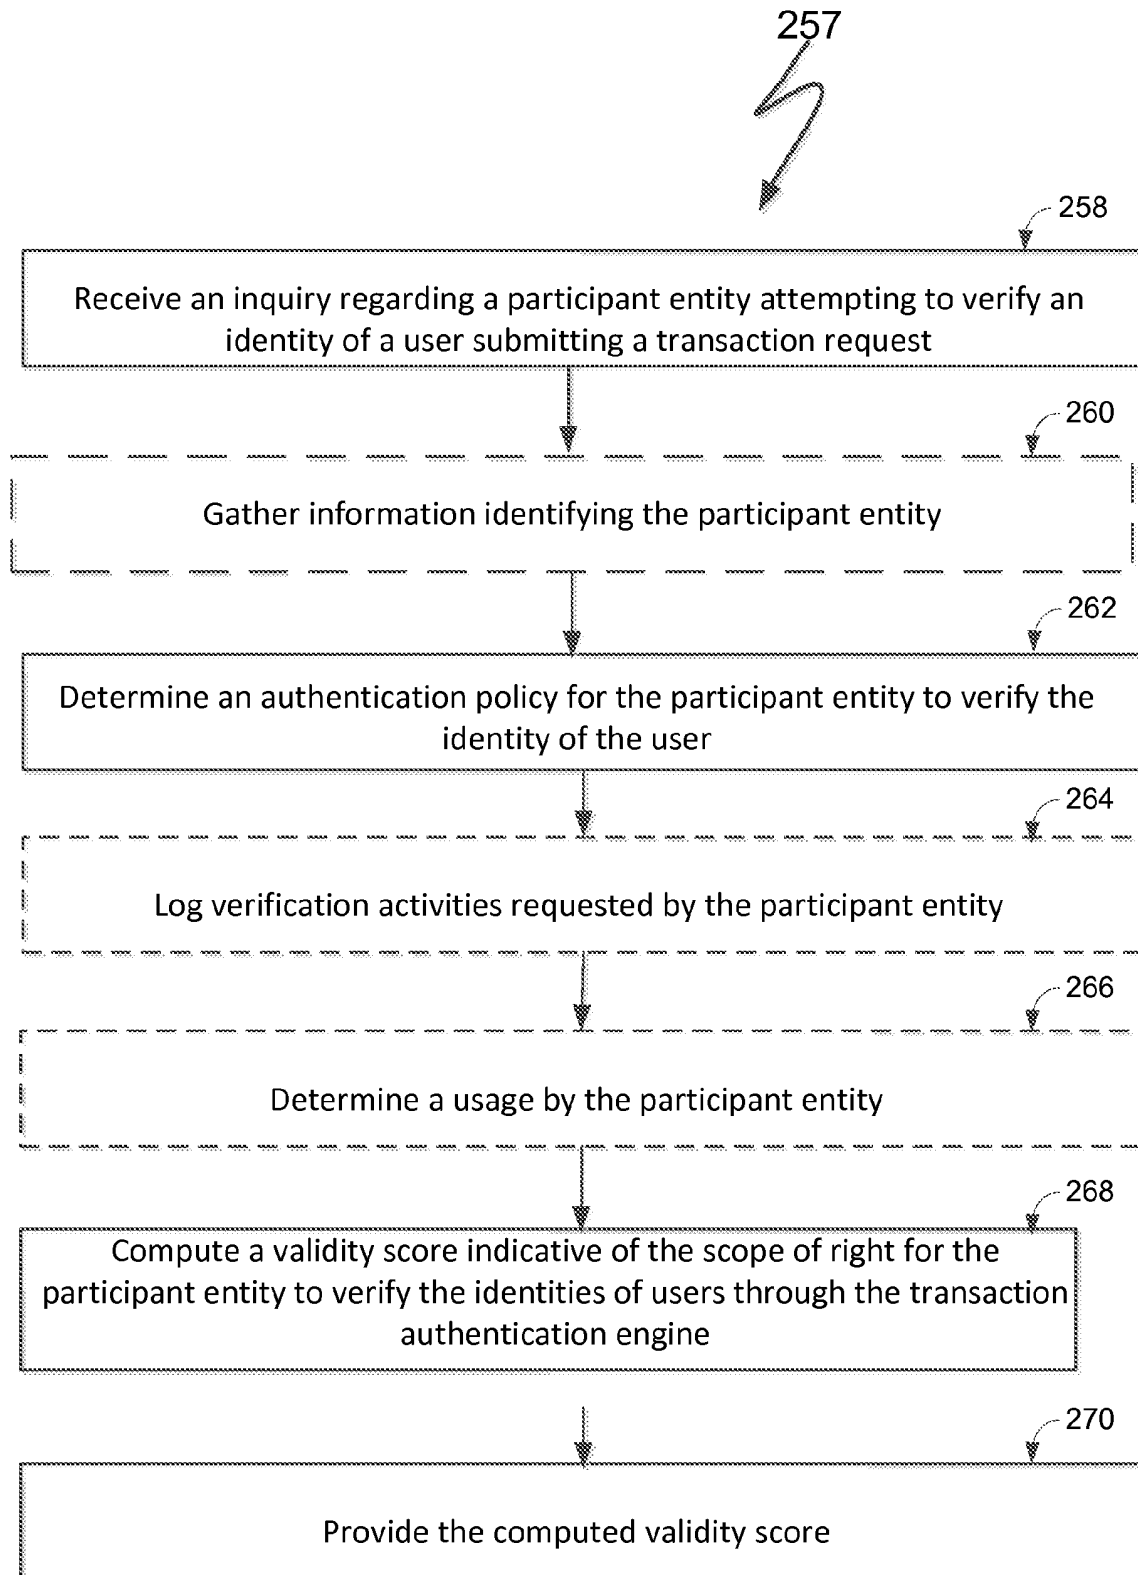 257
258
Receive an inquiry regarding a participant entity attempting to verify an
identity of a user submitting a transaction request
260
Gather information identifying the participant entity
262
Determine an authentication policy for the participant entity to verify the
identity of the user
264
Log verification activities requested by the participant entity
266
Determine a usage by the participant entity
268
Compute a validity score indicative of the scope of right for the
participant entity to verify the identities of users through the transaction
authentication engine
270
Provide the computed validity score